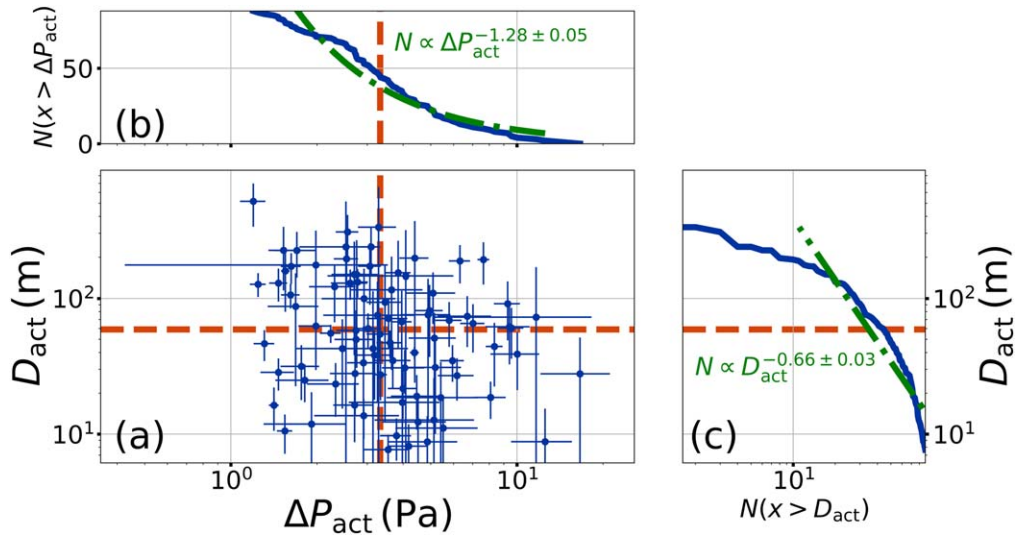 N(x > ΔP_act)
50
0
(b)
N ∝ ΔP_act^{-1.28 ± 0.05}
D_act (m)
10^2
10^1
(a)
10^0
10^1
ΔP_act (Pa)
(c)
N ∝ D_act^{-0.66 ± 0.03}
10^2
10^1
D_act (m)
10^1
N(x > D_act)